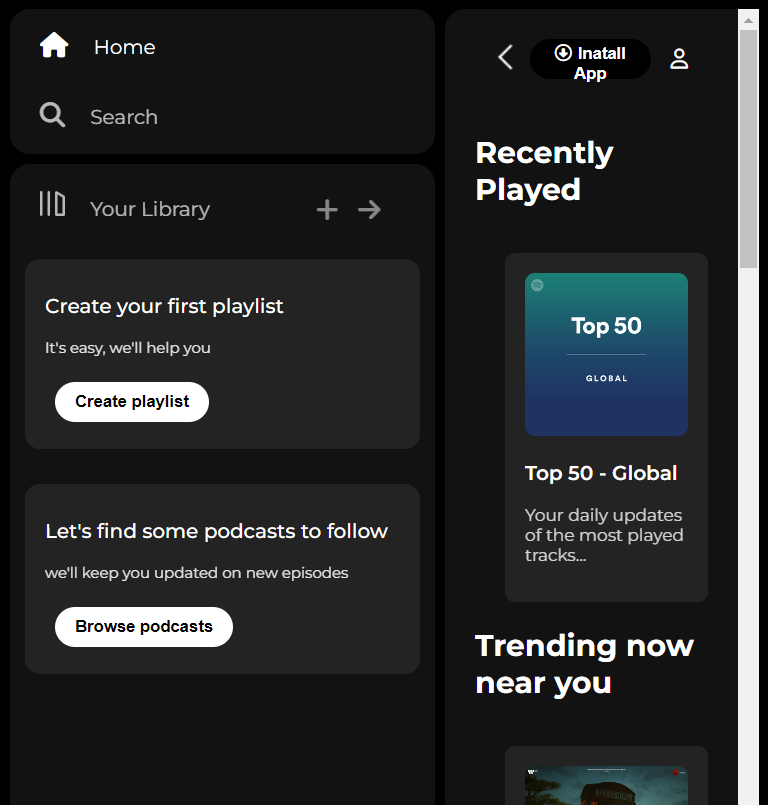 Home
Search
Your Library
Create your first playlist
It's easy, we'll help you
Create playlist
Let's find some podcasts to follow
we'll keep you updated on new episodes
Browse podcasts
Inatall
App
Recently
Played
Top 50
GLOBAL
Top 50 - Global
Your daily updates
of the most played
tracks...
Trending now
near you